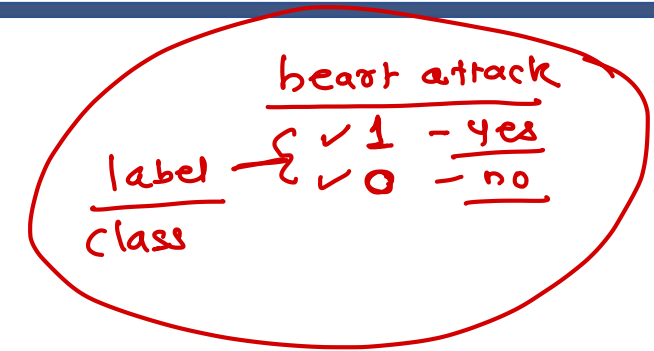 heart attack
1 - yes
label - { 0 - no
class